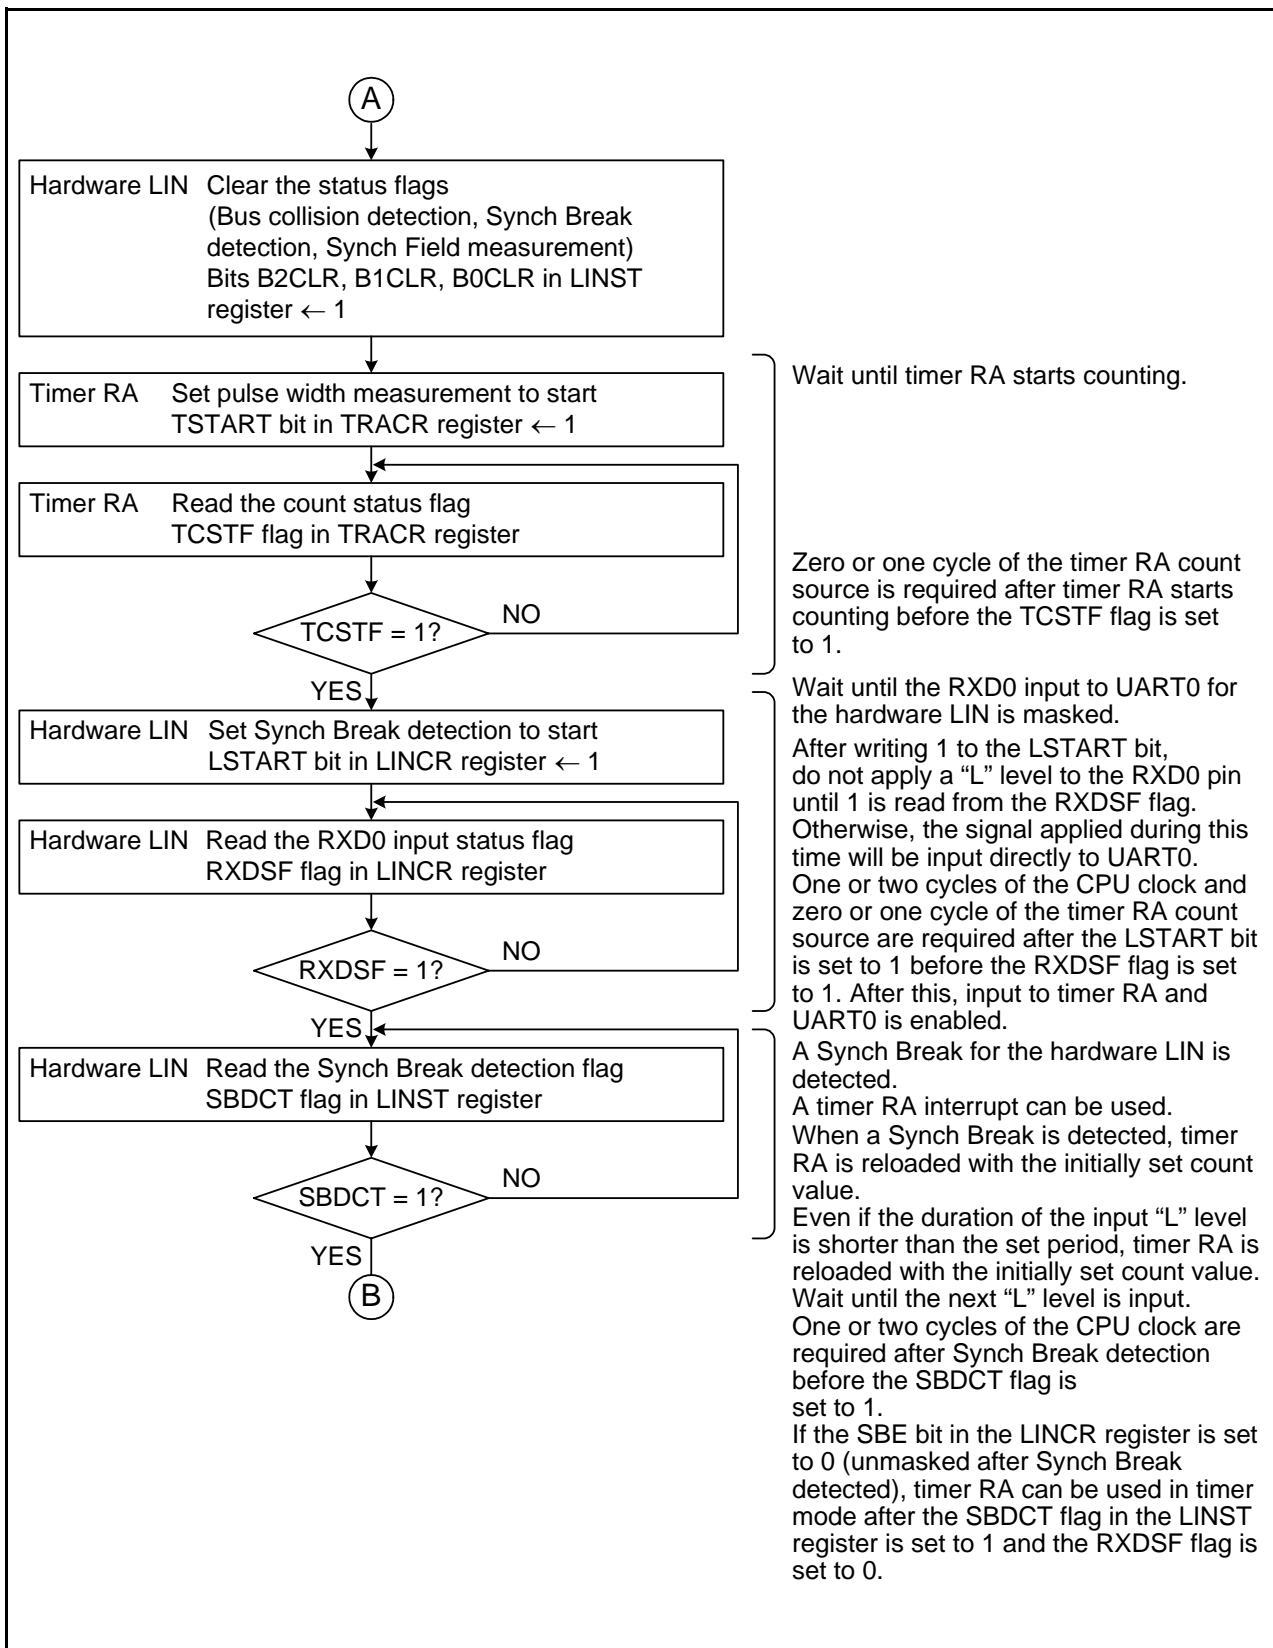 A
Hardware LIN Clear the status flags
(Bus collision detection, Synch Break
detection, Synch Field measurement)
Bits B2CLR, B1CLR, B0CLR in LINST
register ← 1
Timer RA Set pulse width measurement to start
TSTART bit in TRACR register ← 1
Wait until timer RA starts counting.
Timer RA Read the count status flag
TCSTF flag in TRACR register
TCSTF = 1?
NO
YES
Zero or one cycle of the timer RA count
source is required after timer RA starts
counting before the TCSTF flag is set
to 1.
Hardware LIN Set Synch Break detection to start
LSTART bit in LINCR register ← 1
Hardware LIN Read the RXD0 input status flag
RXDSF flag in LINCR register
RXDSF = 1?
NO
YES
Wait until the RXD0 input to UART0 for
the hardware LIN is masked.
After writing 1 to the LSTART bit,
do not apply a “L” level to the RXD0 pin
until 1 is read from the RXDSF flag.
Otherwise, the signal applied during this
time will be input directly to UART0.
One or two cycles of the CPU clock and
zero or one cycle of the timer RA count
source are required after the LSTART bit
is set to 1 before the RXDSF flag is set
to 1. After this, input to timer RA and
UART0 is enabled.
Hardware LIN Read the Synch Break detection flag
SBDCT flag in LINST register
SBDCT = 1?
NO
YES
B
A Synch Break for the hardware LIN is
detected.
A timer RA interrupt can be used.
When a Synch Break is detected, timer
RA is reloaded with the initially set count
value.
Even if the duration of the input “L” level
is shorter than the set period, timer RA is
reloaded with the initially set count value.
Wait until the next “L” level is input.
One or two cycles of the CPU clock are
required after Synch Break detection
before the SBDCT flag is
set to 1.
If the SBE bit in the LINCR register is set
to 0 (unmasked after Synch Break
detected), timer RA can be used in timer
mode after the SBDCT flag in the LINST
register is set to 1 and the RXDSF flag is
set to 0.